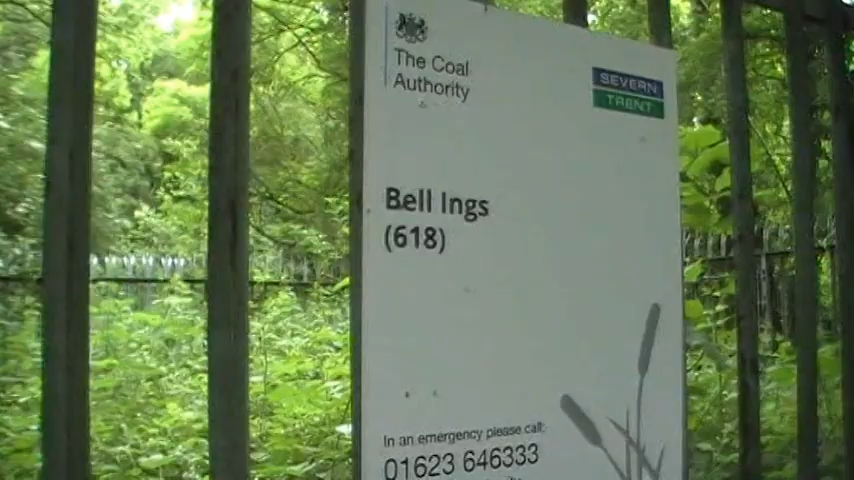 The Coal
Authority
SEVERN
TRENT
Bell Ings
(618)
In an emergency please call:
01623 646333